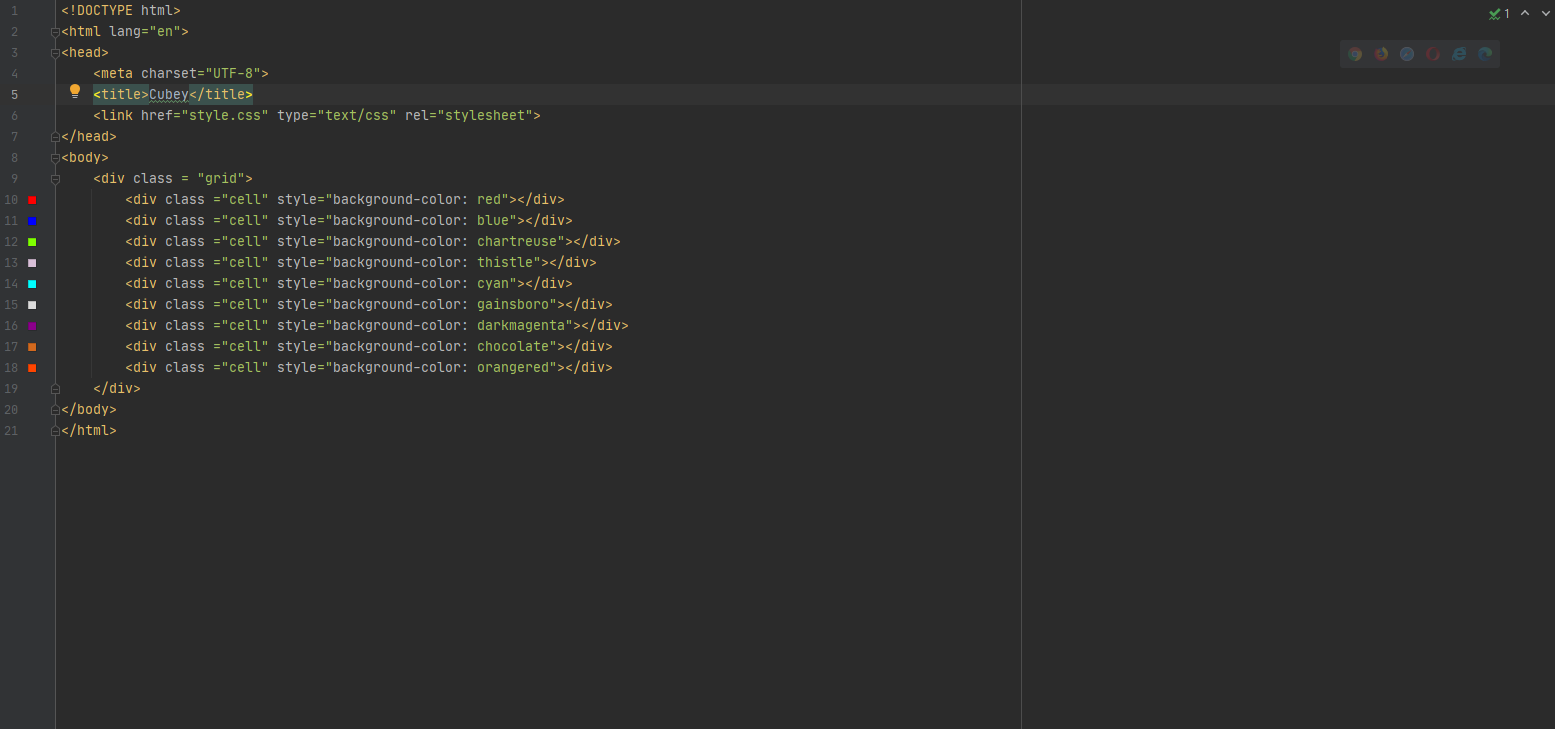 1 <!DOCTYPE html>
2 <html lang="en">
3 <head>
4     <meta charset="UTF-8">
5     <title>Cubey</title>
6     <link href="style.css" type="text/css" rel="stylesheet">
7 </head>
8 <body>
9     <div class = "grid">
10         <div class ="cell" style="background-color: red"></div>
11         <div class ="cell" style="background-color: blue"></div>
12         <div class ="cell" style="background-color: chartreuse"></div>
13         <div class ="cell" style="background-color: thistle"></div>
14         <div class ="cell" style="background-color: cyan"></div>
15         <div class ="cell" style="background-color: gainsboro"></div>
16         <div class ="cell" style="background-color: darkmagenta"></div>
17         <div class ="cell" style="background-color: chocolate"></div>
18         <div class ="cell" style="background-color: orangered"></div>
19     </div>
20 </body>
21 </html>
1